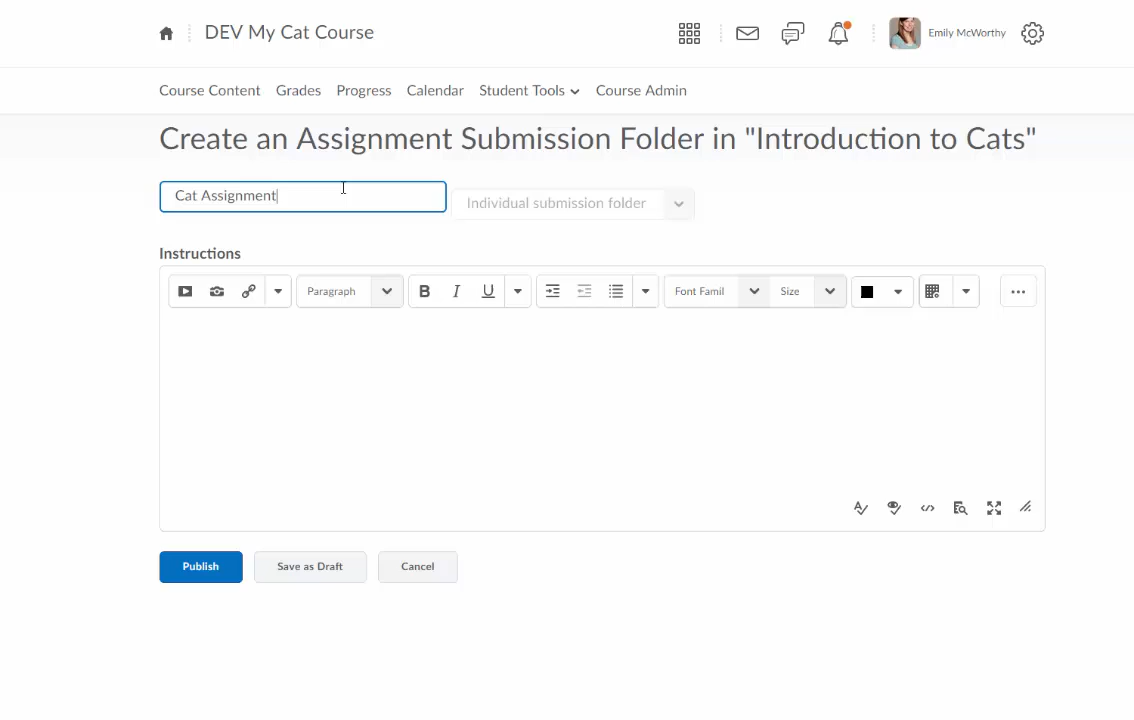 DEV My Cat Course
Emily McWorthy
Course Content Grades Progress Calendar Student Tools Course Admin
Create an Assignment Submission Folder in "Introduction to Cats"
Cat Assignment
Individual submission folder
Instructions
Paragraph B I U Font Famil Size
Publish Save as Draft Cancel